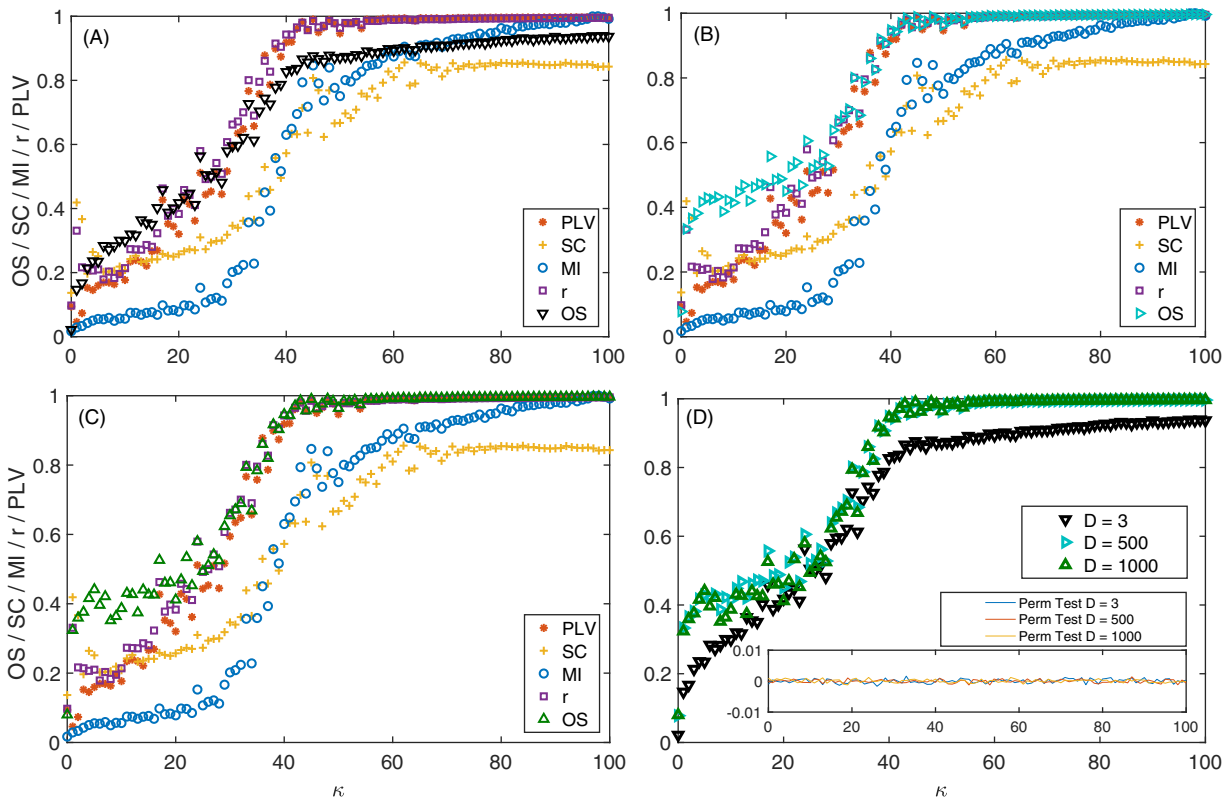 (A)
OS / SC / MI / r / PLV
1
0.8
0.6
0.4
0.2
0
0 20 40 60 80 100
PLV
SC
MI
r
OS
(B)
1
0.8
0.6
0.4
0.2
0
0 20 40 60 80 100
PLV
SC
MI
r
OS
(C)
OS / SC / MI / r / PLV
1
0.8
0.6
0.4
0.2
0
0 20 40 60 80 100
κ
PLV
SC
MI
r
OS
(D)
1
0.8
0.6
0.4
0.2
0
0 20 40 60 80 100
κ
D = 3
D = 500
D = 1000
Perm Test D = 3
Perm Test D = 500
Perm Test D = 1000
0.01
0
-0.01
0 20 40 60 80 100